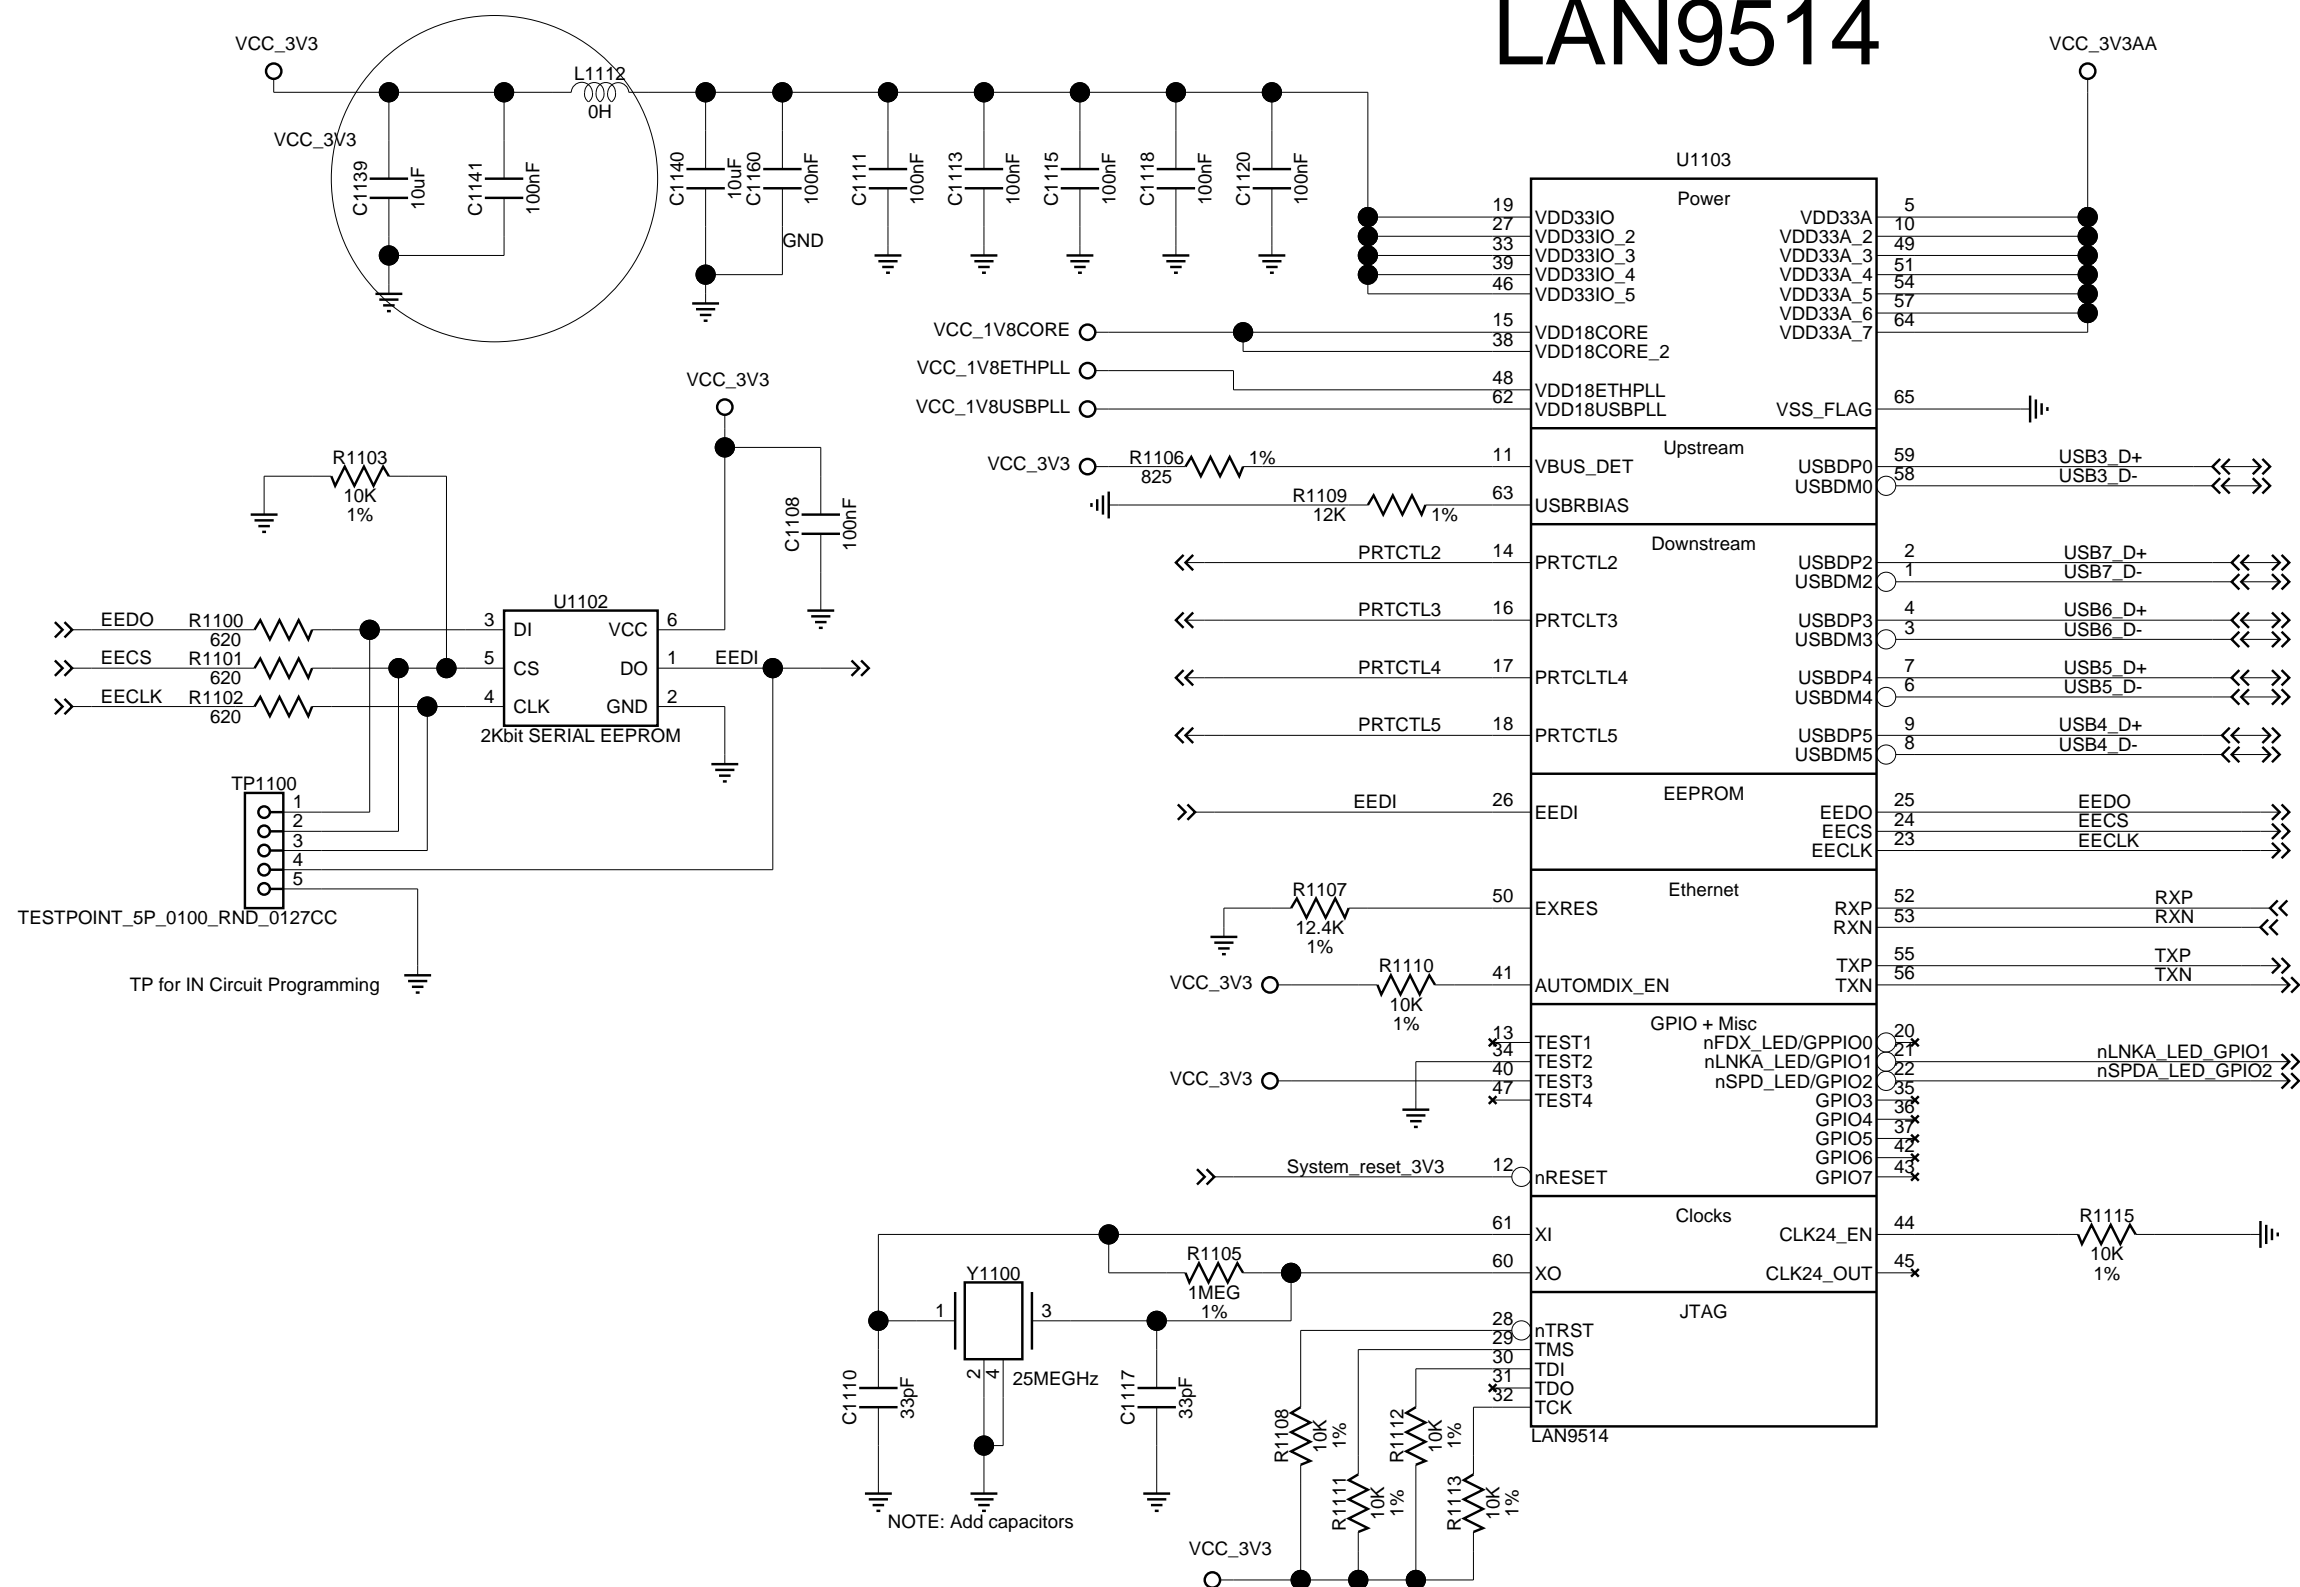 LAN9514
VCC_3V3
VCC_3V3
L1112
0H
C1139
10uF
C1141
100nF
C1140
10uF
C1160
100nF
GND
C1111
100nF
C1113
100nF
C1115
100nF
C1118
100nF
C1120
100nF
VCC_3V3AA
U1103
Power
19 VDD33IO VDD33A 5
27 VDD33IO_2 VDD33A_2 10
33 VDD33IO_3 VDD33A_3 49
39 VDD33IO_4 VDD33A_4 51
46 VDD33IO_5 VDD33A_5 54
VDD33A_6 57
VCC_1V8CORE 15 VDD18CORE VDD33A_7 64
38 VDD18CORE_2
VCC_1V8ETHPLL 48 VDD18ETHPLL
VCC_1V8USBPLL 62 VDD18USBPLL VSS_FLAG 65
Upstream
VCC_3V3 R1106 825 1% 11 VBUS_DET USBDP0 59 USB3_D+
USBDM0 58 USB3_D-
R1109 12K 1% 63 USBRBIAS
Downstream
PRTCTL2 14 PRTCTL2 USBDP2 2 USB7_D+
USBDM2 1 USB7_D-
PRTCTL3 16 PRTCLT3 USBDP3 4 USB6_D+
USBDM3 3 USB6_D-
PRTCTL4 17 PRTCLTL4 USBDP4 7 USB5_D+
USBDM4 6 USB5_D-
PRTCTL5 18 PRTCTL5 USBDP5 9 USB4_D+
USBDM5 8 USB4_D-
EEPROM
EEDI 26 EEDI EEDO 25 EEDO
EECS 24 EECS
EECLK 23 EECLK
Ethernet
R1107 50 EXRES RXP 52 RXP
12.4K
1%
RXN 53 RXN
TXP 55 TXP
VCC_3V3 R1110 41 AUTOMDIX_EN TXN 56 TXN
10K
1%
GPIO + Misc
13 TEST1 nFDX_LED/GPPIO0 20
34 TEST2 nLNKA_LED/GPIO1 21 nLNKA_LED_GPIO1
VCC_3V3 40 TEST3 nSPD_LED/GPIO2 22 nSPDA_LED_GPIO2
47 TEST4 GPIO3 35
GPIO4 36
GPIO5 37
GPIO6 42
System_reset_3V3 12 nRESET GPIO7 43
Clocks
61 XI CLK24_EN 44 R1115
10K
1%
R1105
1MEG
1%
60 XO CLK24_OUT 45
JTAG
28 nTRST
29 TMS
30 TDI
31 TDO
32 TCK
LAN9514
R1108
10K
1%
R1111
10K
1%
R1112
10K
1%
R1113
10K
1%
VCC_3V3
Y1100
1 3
2 4
25MEGHz
C1110
33pF
C1117
33pF
NOTE: Add capacitors
VCC_3V3
R1103
10K
1%
C1108
100nF
U1102
EEDO R1100 620 3 DI VCC 6
EECS R1101 620 5 CS DO 1 EEDI
EECLK R1102 620 4 CLK GND 2
2Kbit SERIAL EEPROM
TP1100
1
2
3
4
5
TESTPOINT_5P_0100_RND_0127CC
TP for IN Circuit Programming